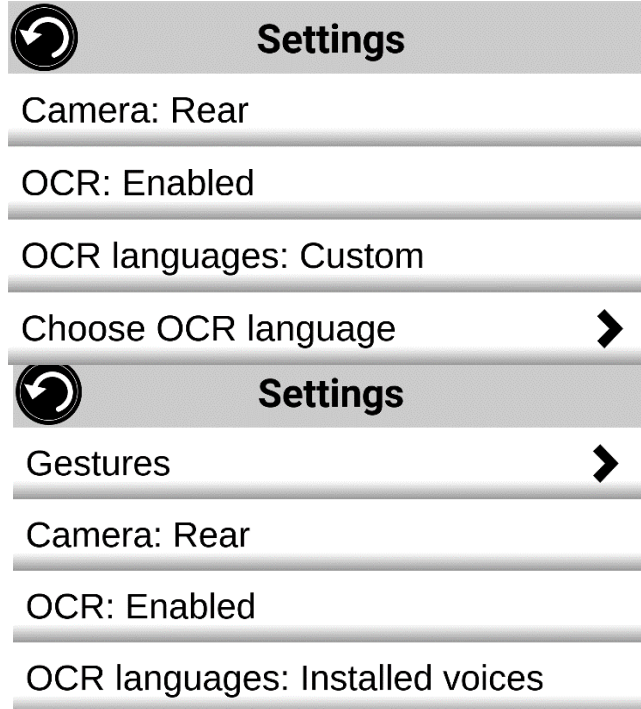 Settings
Camera: Rear
OCR: Enabled
OCR languages: Custom
Choose OCR language
Settings
Gestures
Camera: Rear
OCR: Enabled
OCR languages: Installed voices